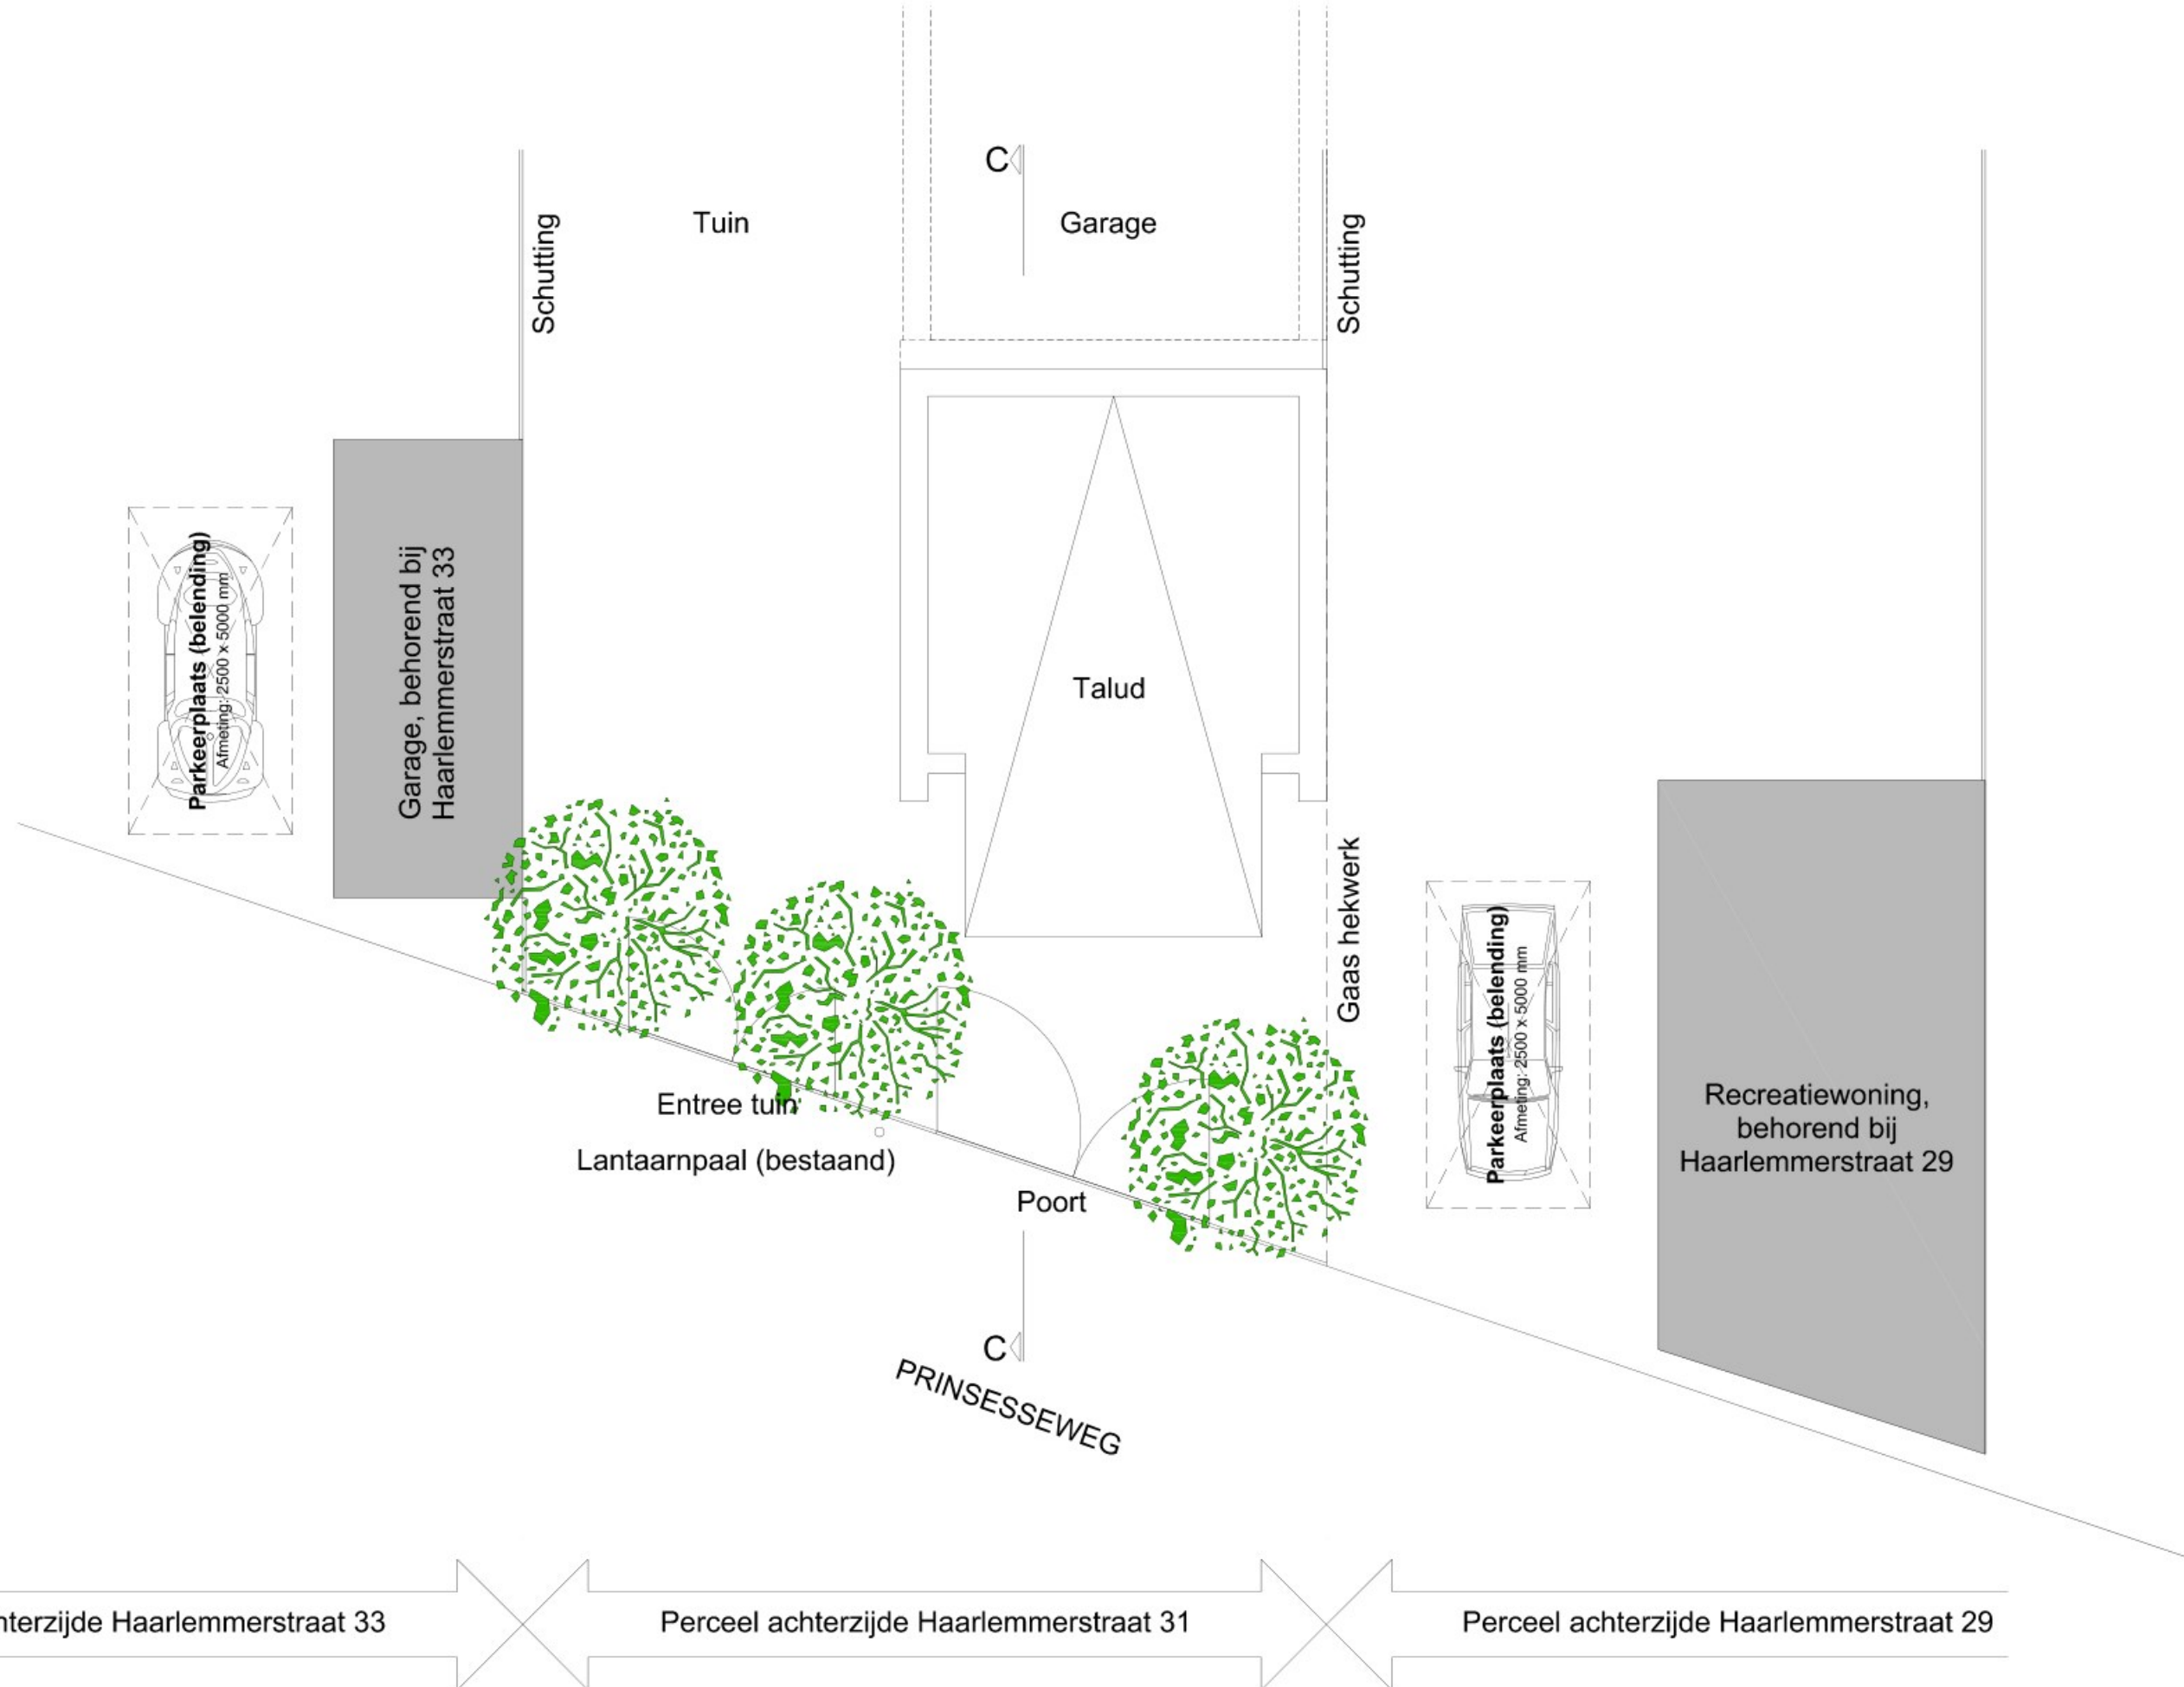 C
Tuin
Garage
Schutting
Schutting
Parkeerplaats (belending)
Afmeting: 2500 x 5000 mm
Garage, behorend bij
Haarlemmerstraat 33
Talud
Gaas hekwerk
Parkeerplaats (belending)
Afmeting: 2500 x 5000 mm
Recreatiewoning,
behorend bij
Haarlemmerstraat 29
Entree tuin
Lantaarnpaal (bestaand)
Poort
C
PRINSESSEWEG
hterzijde Haarlemmerstraat 33
Perceel achterzijde Haarlemmerstraat 31
Perceel achterzijde Haarlemmerstraat 29